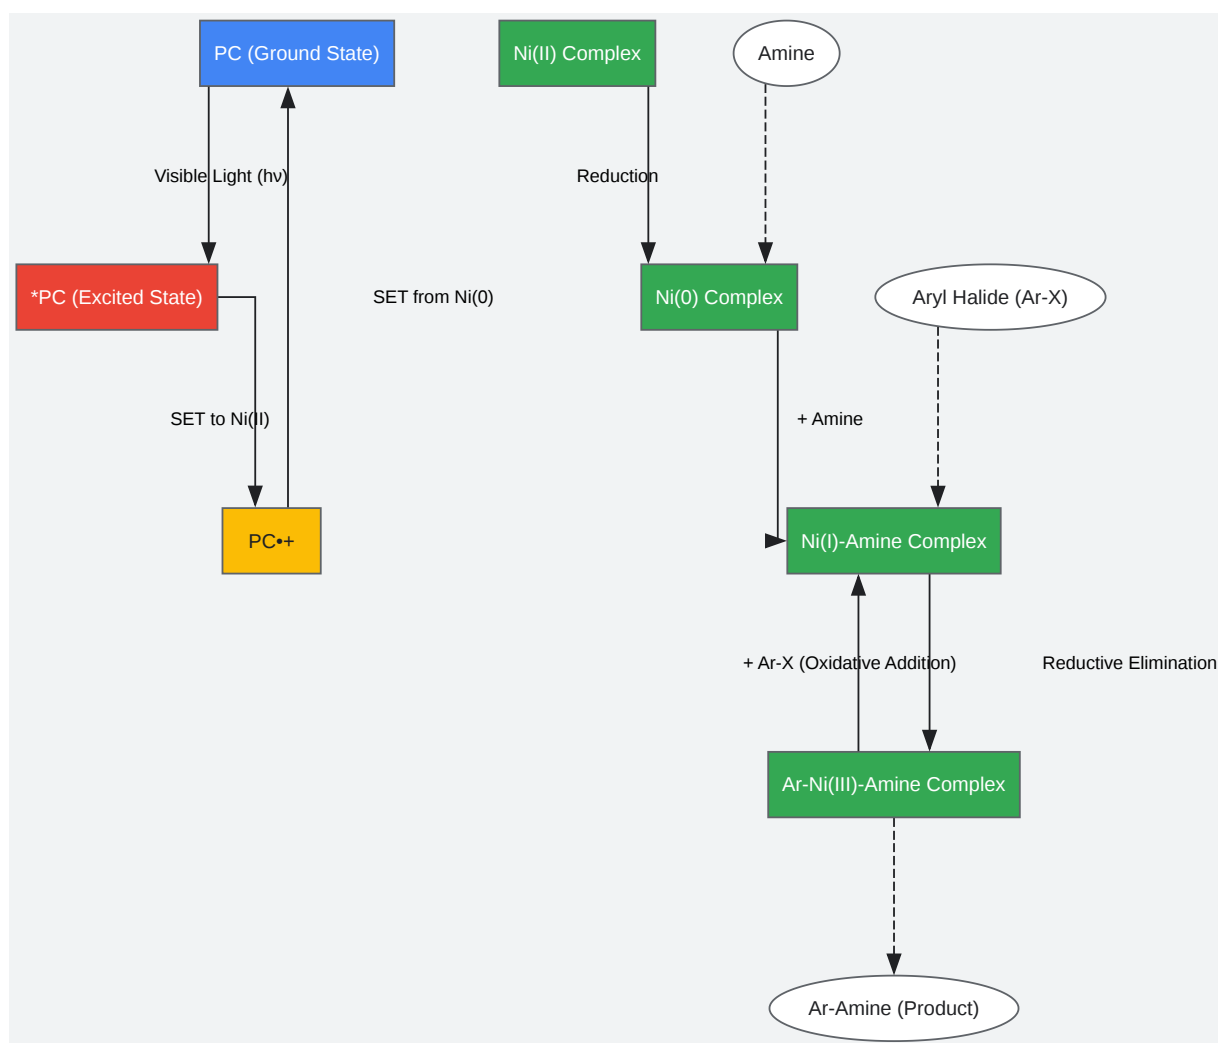 PC (Ground State)
Ni(II) Complex
Amine
Visible Light (hν)
Reduction
*PC (Excited State)
SET from Ni(0)
Ni(0) Complex
Aryl Halide (Ar-X)
SET to Ni(II)
+ Amine
PC•+
Ni(I)-Amine Complex
+ Ar-X (Oxidative Addition)
Reductive Elimination
Ar-Ni(III)-Amine Complex
Ar-Amine (Product)